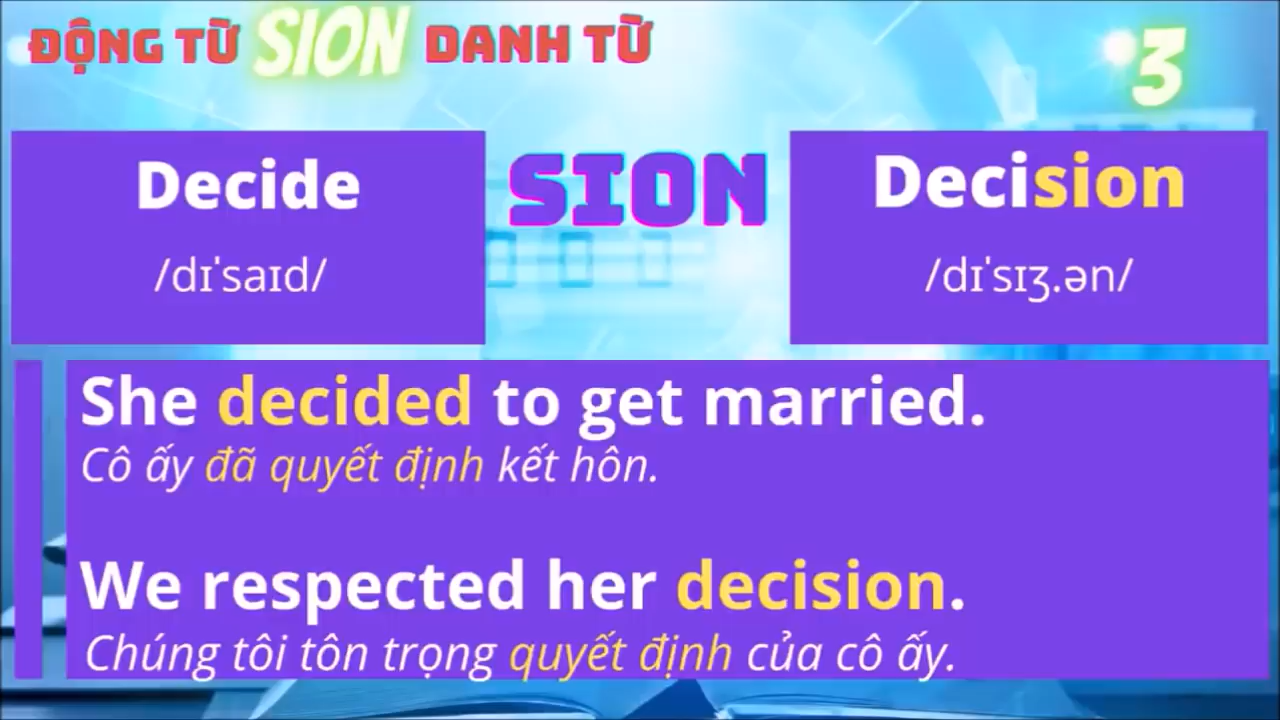 ĐỘNG TỪ SION DANH TỪ
3
Decide
/dɪˈsaɪd/
SION
Decision
/dɪˈsɪʒ.ən/
She decided to get married.
Cô ấy đã quyết định kết hôn.
We respected her decision.
Chúng tôi tôn trọng quyết định của cô ấy.